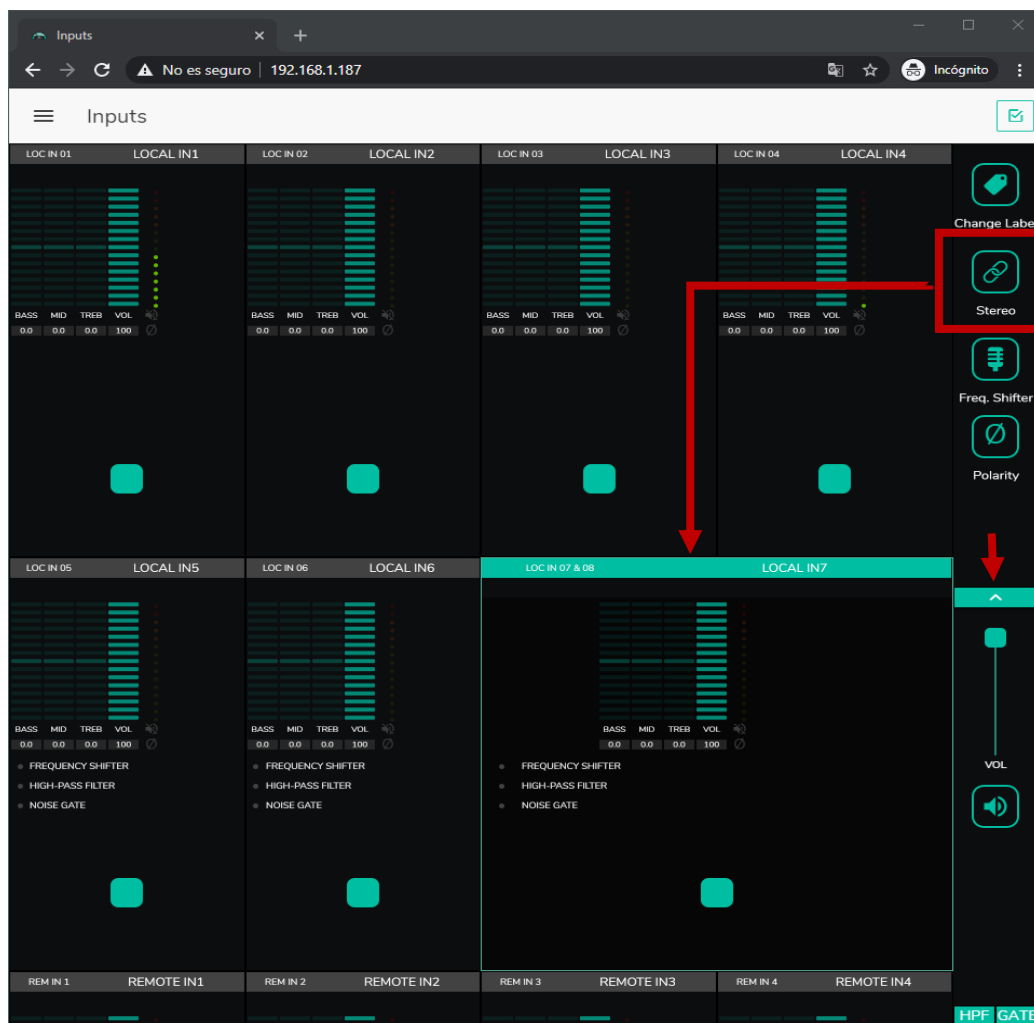 Inputs
No es seguro | 192.168.1.187
Incógnito
Inputs
LOC IN 01 LOCAL IN1 LOC IN 02 LOCAL IN2 LOC IN 03 LOCAL IN3 LOC IN 04 LOCAL IN4
Change Labe
Stereo
BASS MID TREB VOL BASS MID TREB VOL BASS MID TREB VOL BASS MID TREB VOL
0.0 0.0 0.0 100 0.0 0.0 0.0 100 0.0 0.0 0.0 100 0.0 0.0 0.0 100
Freq. Shifter
Polarity
LOC IN 05 LOCAL IN5 LOC IN 06 LOCAL IN6 LOC IN 07 & 08 LOCAL IN7
BASS MID TREB VOL BASS MID TREB VOL BASS MID TREB VOL
0.0 0.0 0.0 100 0.0 0.0 0.0 100 0.0 0.0 0.0 100
FREQUENCY SHIFTER FREQUENCY SHIFTER FREQUENCY SHIFTER VOL
HIGH-PASS FILTER HIGH-PASS FILTER HIGH-PASS FILTER
NOISE GATE NOISE GATE NOISE GATE
REM IN 1 REMOTE IN1 REM IN 2 REMOTE IN2 REM IN 3 REMOTE IN3 REM IN 4 REMOTE IN4
HPF GATE